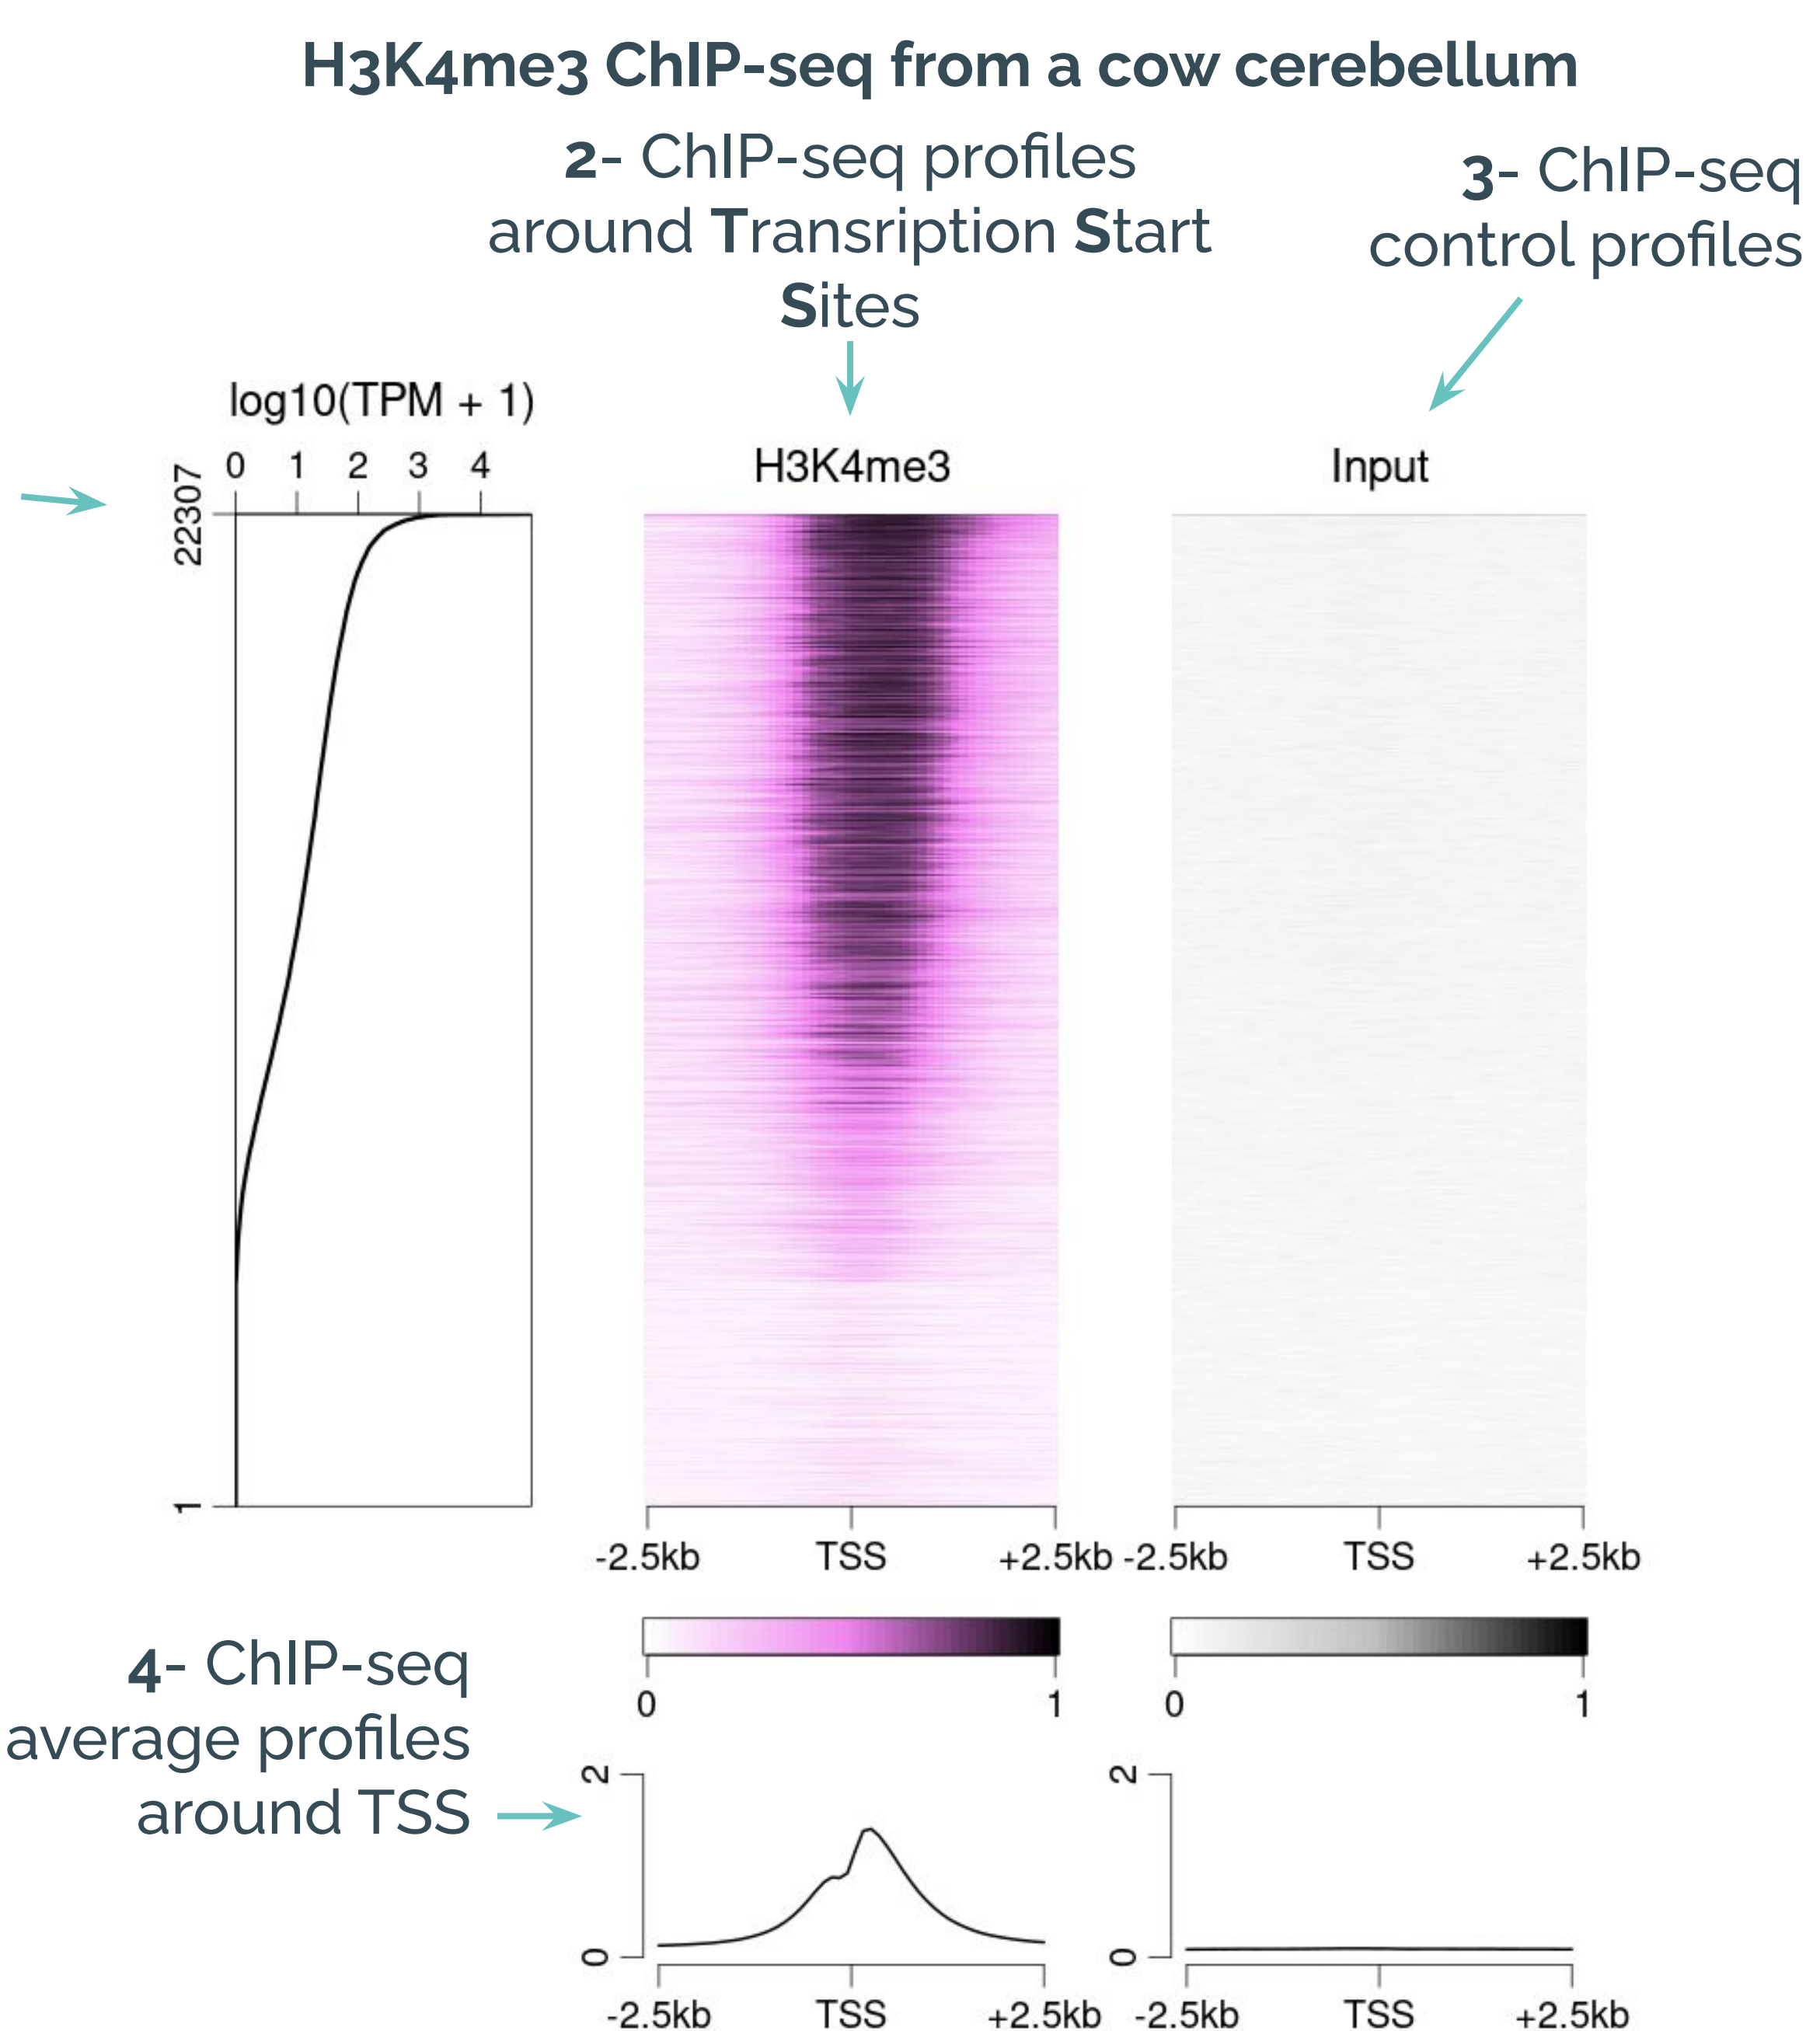 H3K4me3 ChIP-seq from a cow cerebellum
2- ChIP-seq profiles
around Transription Start
Sites
3- ChIP-seq
control profiles
log10(TPM + 1)
0 1 2 3 4
22307
1
H3K4me3
Input
-2.5kb TSS +2.5kb
-2.5kb TSS +2.5kb
0 1
0 1
4- ChIP-seq
average profiles
around TSS
2
0
-2.5kb TSS +2.5kb
2
0
-2.5kb TSS +2.5kb